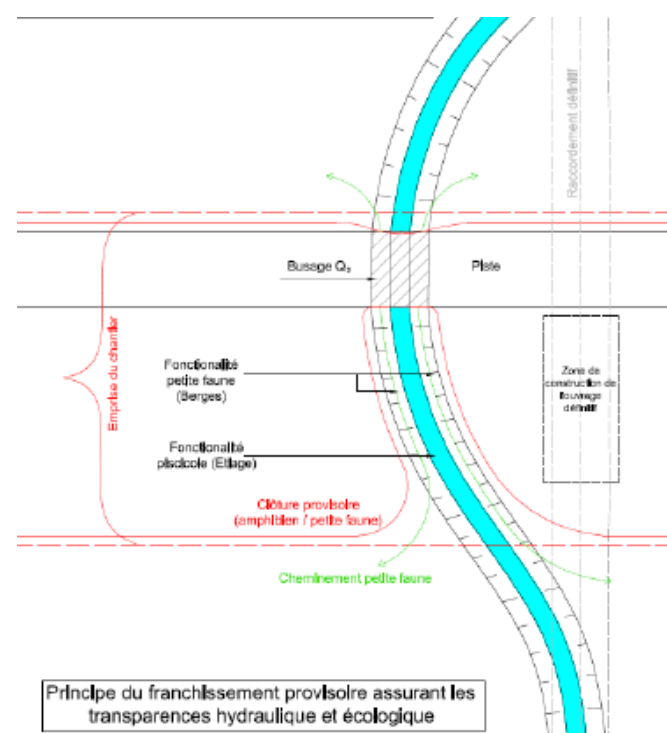 Raccordement définitif
Busage Q₂
Piste
Emprise du chantier
Fonctionalité
petite faune
(Berges)
Zone de
construction de
l'ouvrage
définitif
Fonctionalité
piscicole (Etiage)
Clôture provisoire
(amphibien / petite faune)
Cheminement petite faune
Principe du franchissement provisoire assurant les
transparences hydraulique et écologique